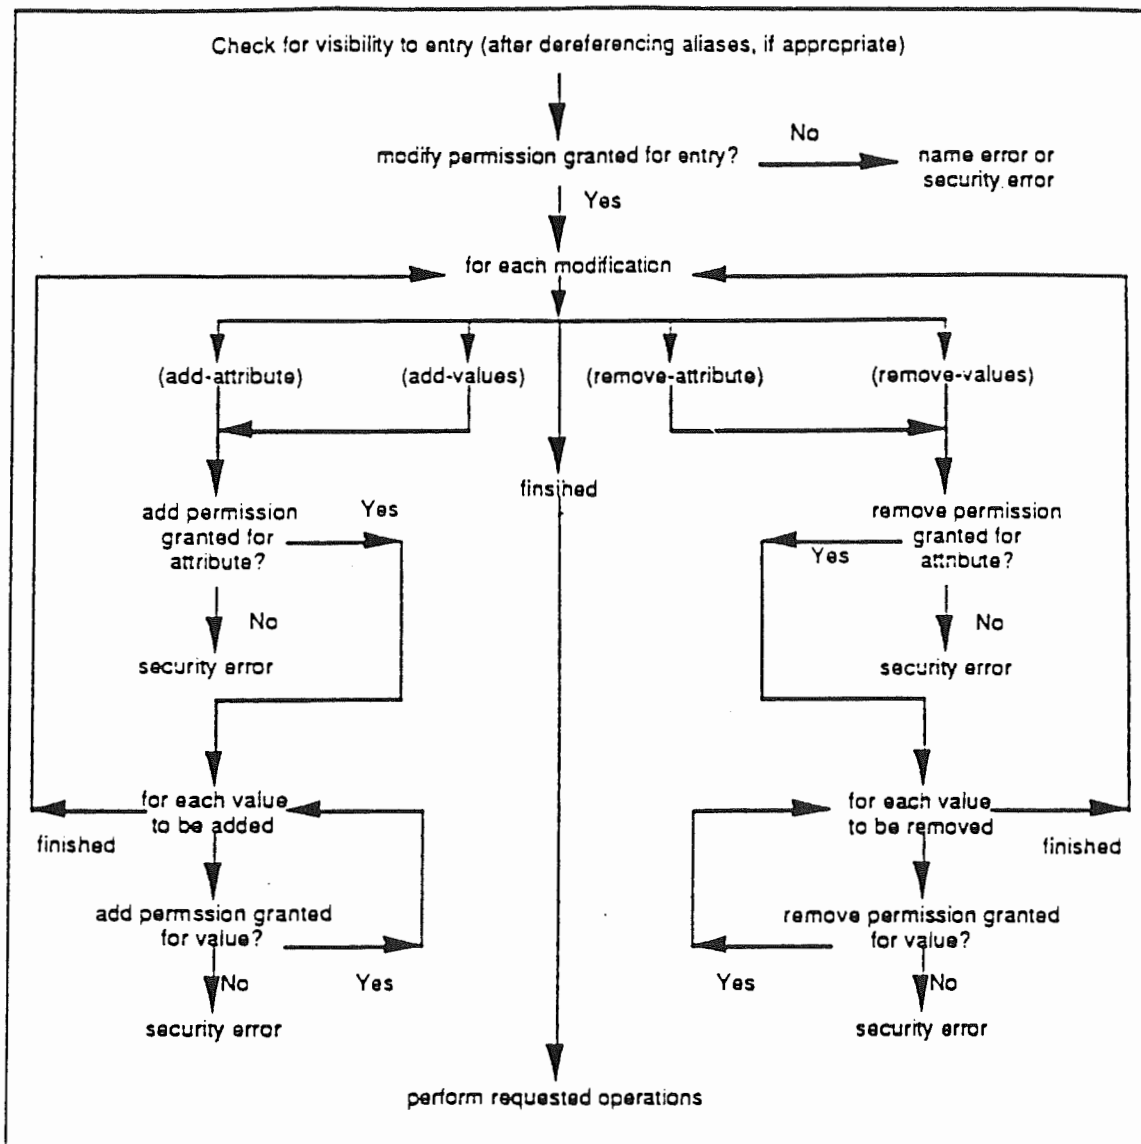 Check for visibility to entry (after dereferencing aliases, if appropriate)
No
modify permission granted for entry?
name error or
security error
Yes
for each modification
(add-attribute)
(add-values)
(remove-attribute)
(remove-values)
finsihed
add permission
granted for
attribute?
Yes
remove permission
granted for
attribute?
Yes
No
No
security error
security error
for each value
to be added
for each value
to be removed
finished
finished
add permssion granted
for value?
remove permission granted
for value?
No
Yes
Yes
No
security error
security error
perform requested operations